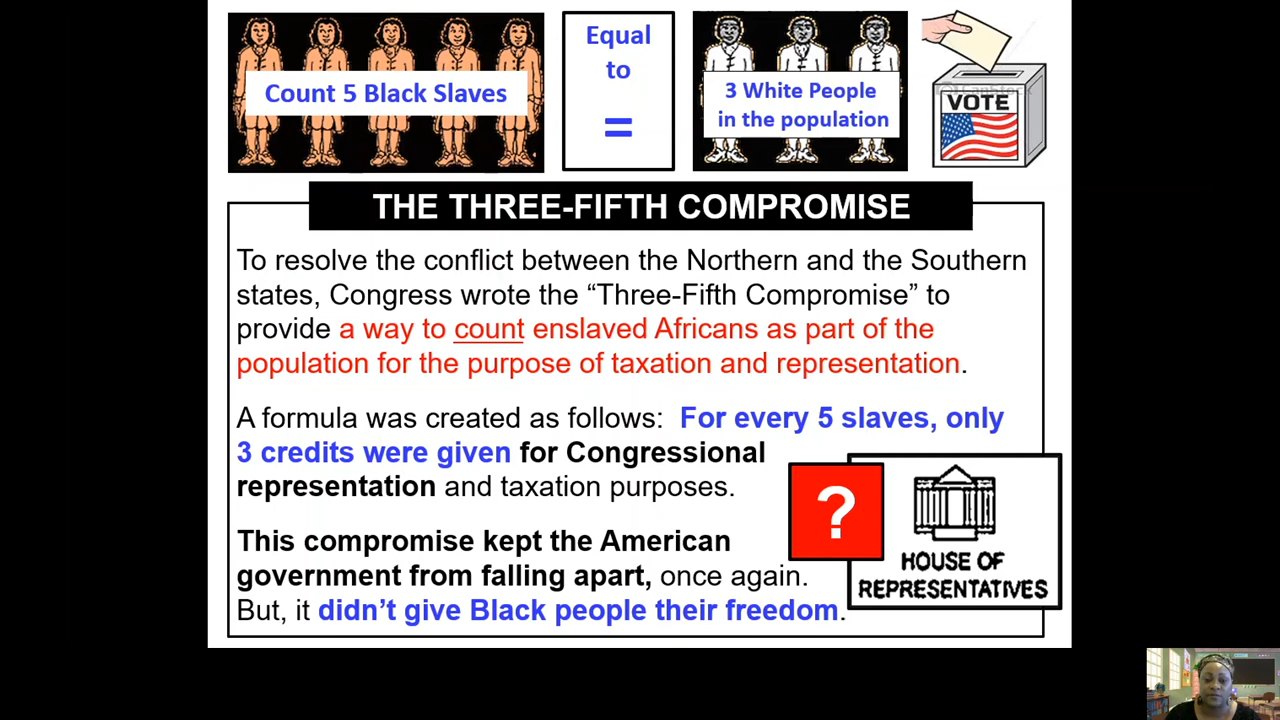 Count 5 Black Slaves
Equal
to
=
3 White People
in the population
VOTE
THE THREE-FIFTH COMPROMISE
To resolve the conflict between the Northern and the Southern
states, Congress wrote the “Three-Fifth Compromise” to
provide a way to count enslaved Africans as part of the
population for the purpose of taxation and representation.
A formula was created as follows: For every 5 slaves, only
3 credits were given for Congressional
representation and taxation purposes.
This compromise kept the American
government from falling apart, once again.
But, it didn’t give Black people their freedom.
?
HOUSE OF
REPRESENTATIVES